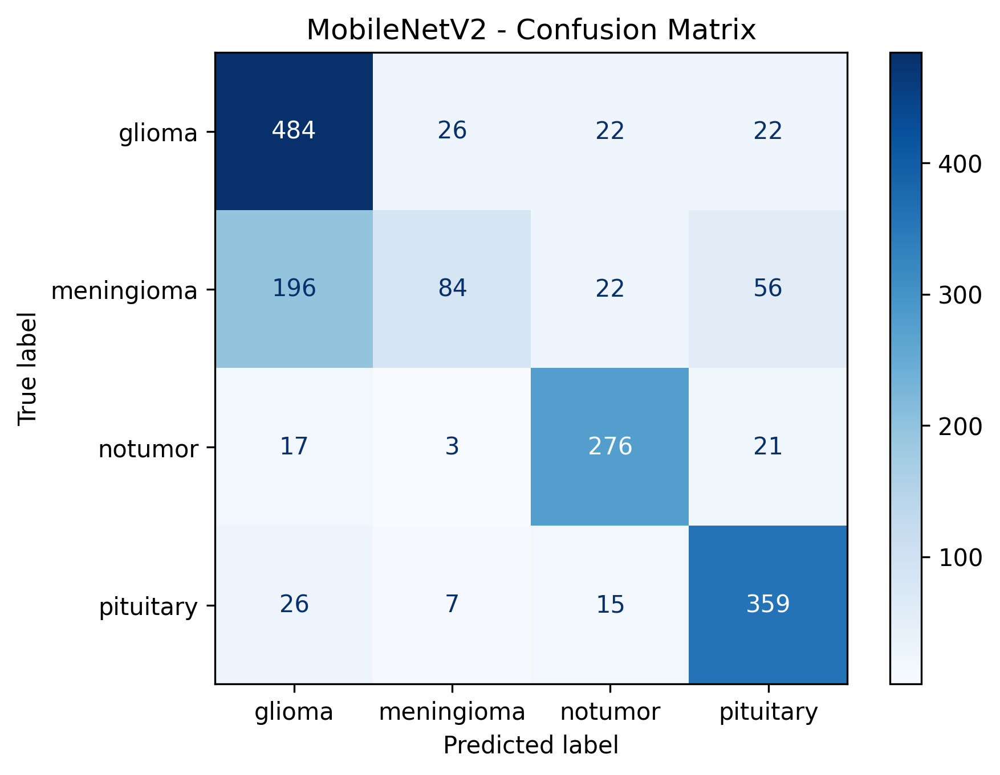 MobileNetV2 - Confusion Matrix
glioma 484 26 22 22
meningioma 196 84 22 56
notumor 17 3 276 21
pituitary 26 7 15 359
glioma meningioma notumor pituitary
Predicted label
True label
400
300
200
100